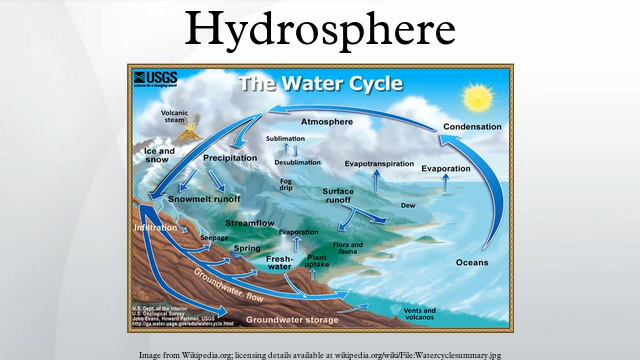 Hydrosphere
USGS
science for a changing world
The Water Cycle
Volcanic
steam
Atmosphere
Condensation
Sublimation
Ice and
snow
Precipitation
Desublimation
Evapotranspiration
Evaporation
Fog
drip
Snowmelt runoff
Surface
runoff
Dew
Streamflow
Infiltration
Evaporation
Seepage
Spring
Flora and
fauna
Fresh-
water
Plant
uptake
Oceans
Groundwater flow
Vents and
volcanos
Groundwater storage
U.S. Dept. of the Interior
U.S. Geological Survey
John Evans, Howard Perlman, USGS
http://ga.water.usgs.gov/edu/watercycle.html
Image from Wikipedia.org; licensing details available at wikipedia.org/wiki/File:Watercyclesummary.jpg